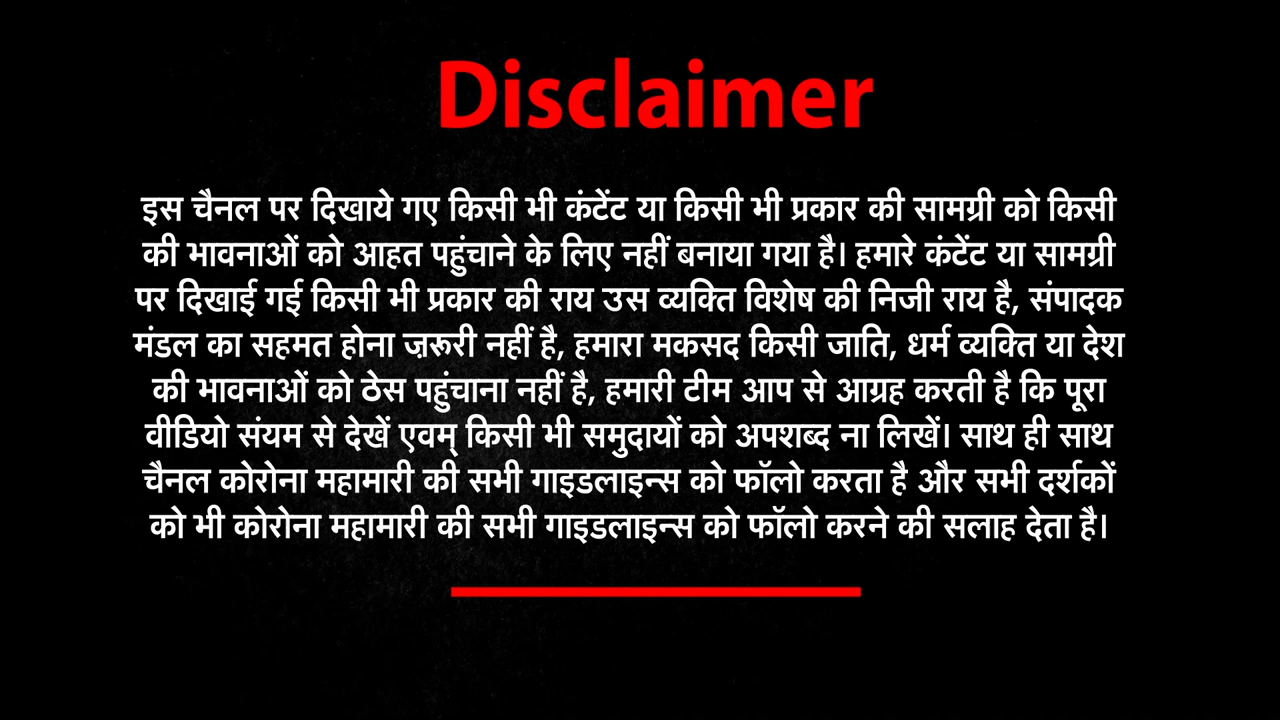 Disclaimer
इस चैनल पर दिखाये गए किसी भी कंटेंट या किसी भी प्रकार की सामग्री को किसी
की भावनाओं को आहत पहुंचाने के लिए नहीं बनाया गया है। हमारे कंटेंट या सामग्री
पर दिखाई गई किसी भी प्रकार की राय उस व्यक्ति विशेष की निजी राय है, संपादक
मंडल का सहमत होना ज़रूरी नहीं है, हमारा मकसद किसी जाति, धर्म व्यक्ति या देश
की भावनाओं को ठेस पहुंचाना नहीं है, हमारी टीम आप से आग्रह करती है कि पूरा
वीडियो संयम से देखें एवम् किसी भी समुदायों को अपशब्द ना लिखें। साथ ही साथ
चैनल कोरोना महामारी की सभी गाइडलाइन्स को फॉलो करता है और सभी दर्शकों
को भी कोरोना महामारी की सभी गाइडलाइन्स को फॉलो करने की सलाह देता है।